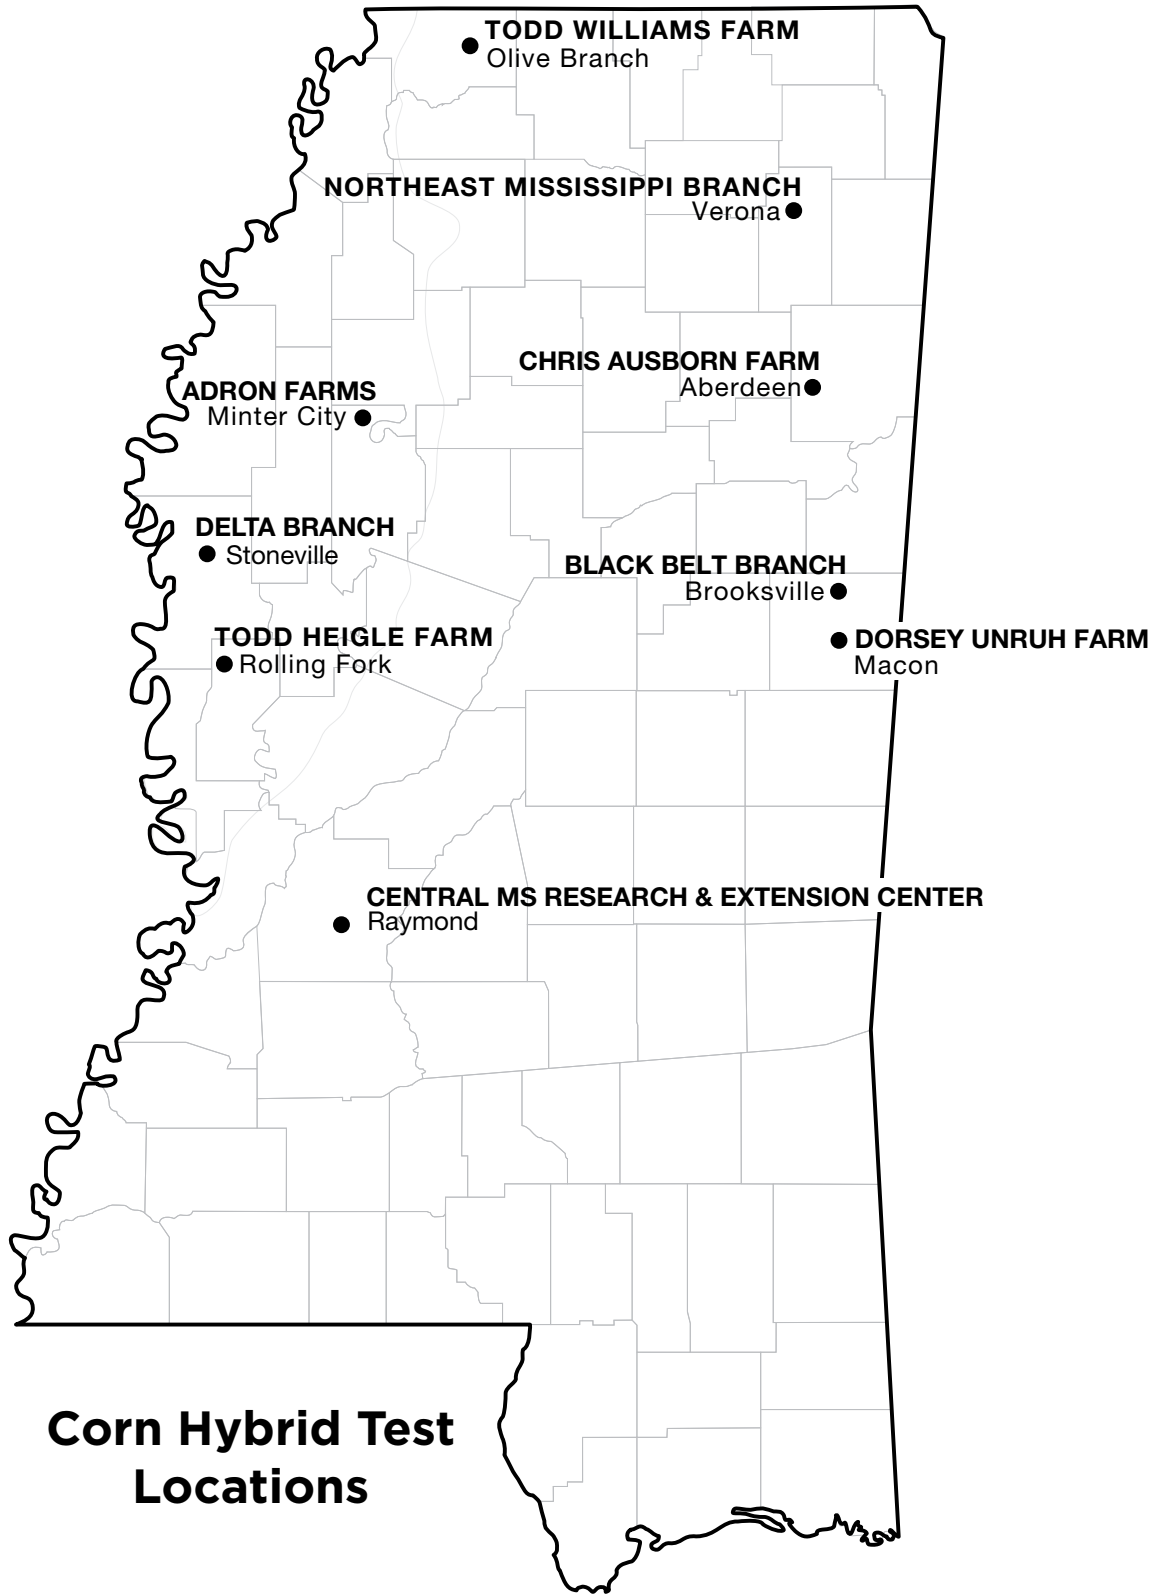 TODD WILLIAMS FARM
Olive Branch
NORTHEAST MISSISSIPPI BRANCH
Verona
CHRIS AUSBORN FARM
Aberdeen
ADRON FARMS
Minter City
DELTA BRANCH
Stoneville
BLACK BELT BRANCH
Brooksville
TODD HEIGLE FARM
Rolling Fork
DORSEY UNRUH FARM
Macon
CENTRAL MS RESEARCH & EXTENSION CENTER
Raymond
Corn Hybrid Test
Locations